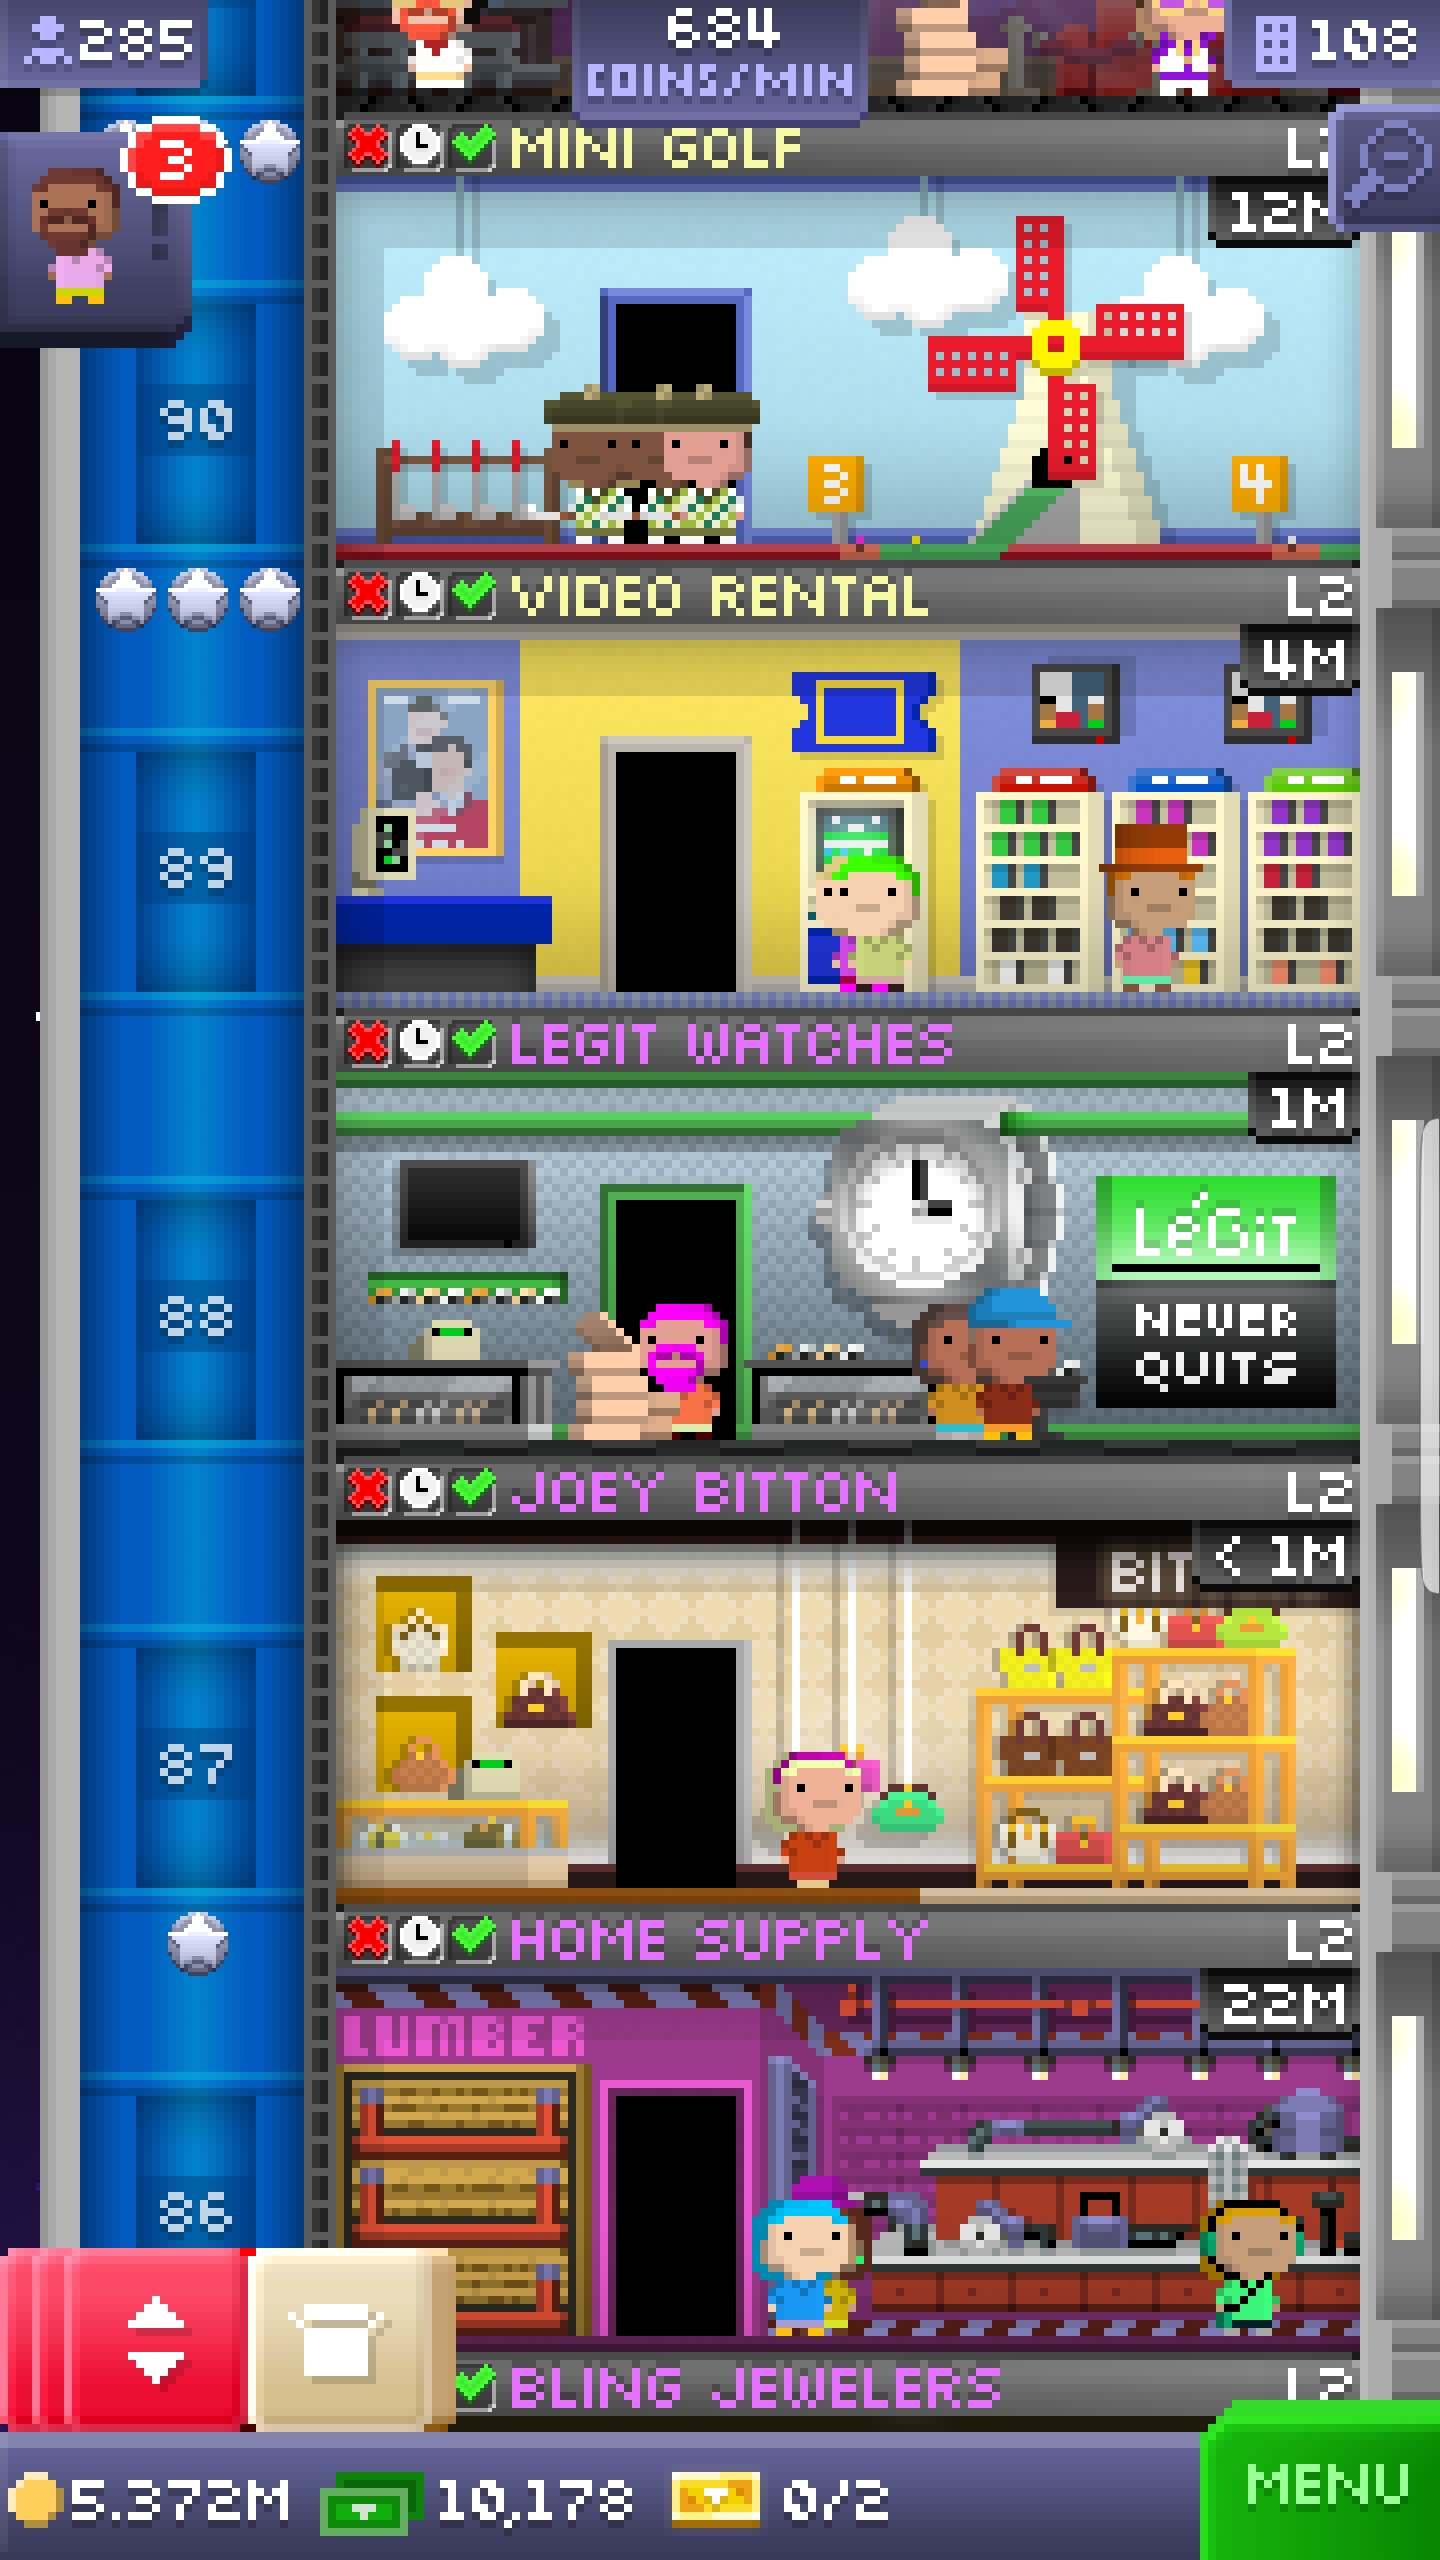 285
684
COINS/MIN
108
3
MINI GOLF
12M
90
3
4
VIDEO RENTAL
L2
4M
89
LEGIT WATCHES
L2
1M
LéGiT
NEVER
QUITS
88
JOEY BITTON
L2
< 1M
87
HOME SUPPLY
L2
22M
LUMBER
86
BLING JEWELERS
L2
5.372M
10,178
0/2
MENU